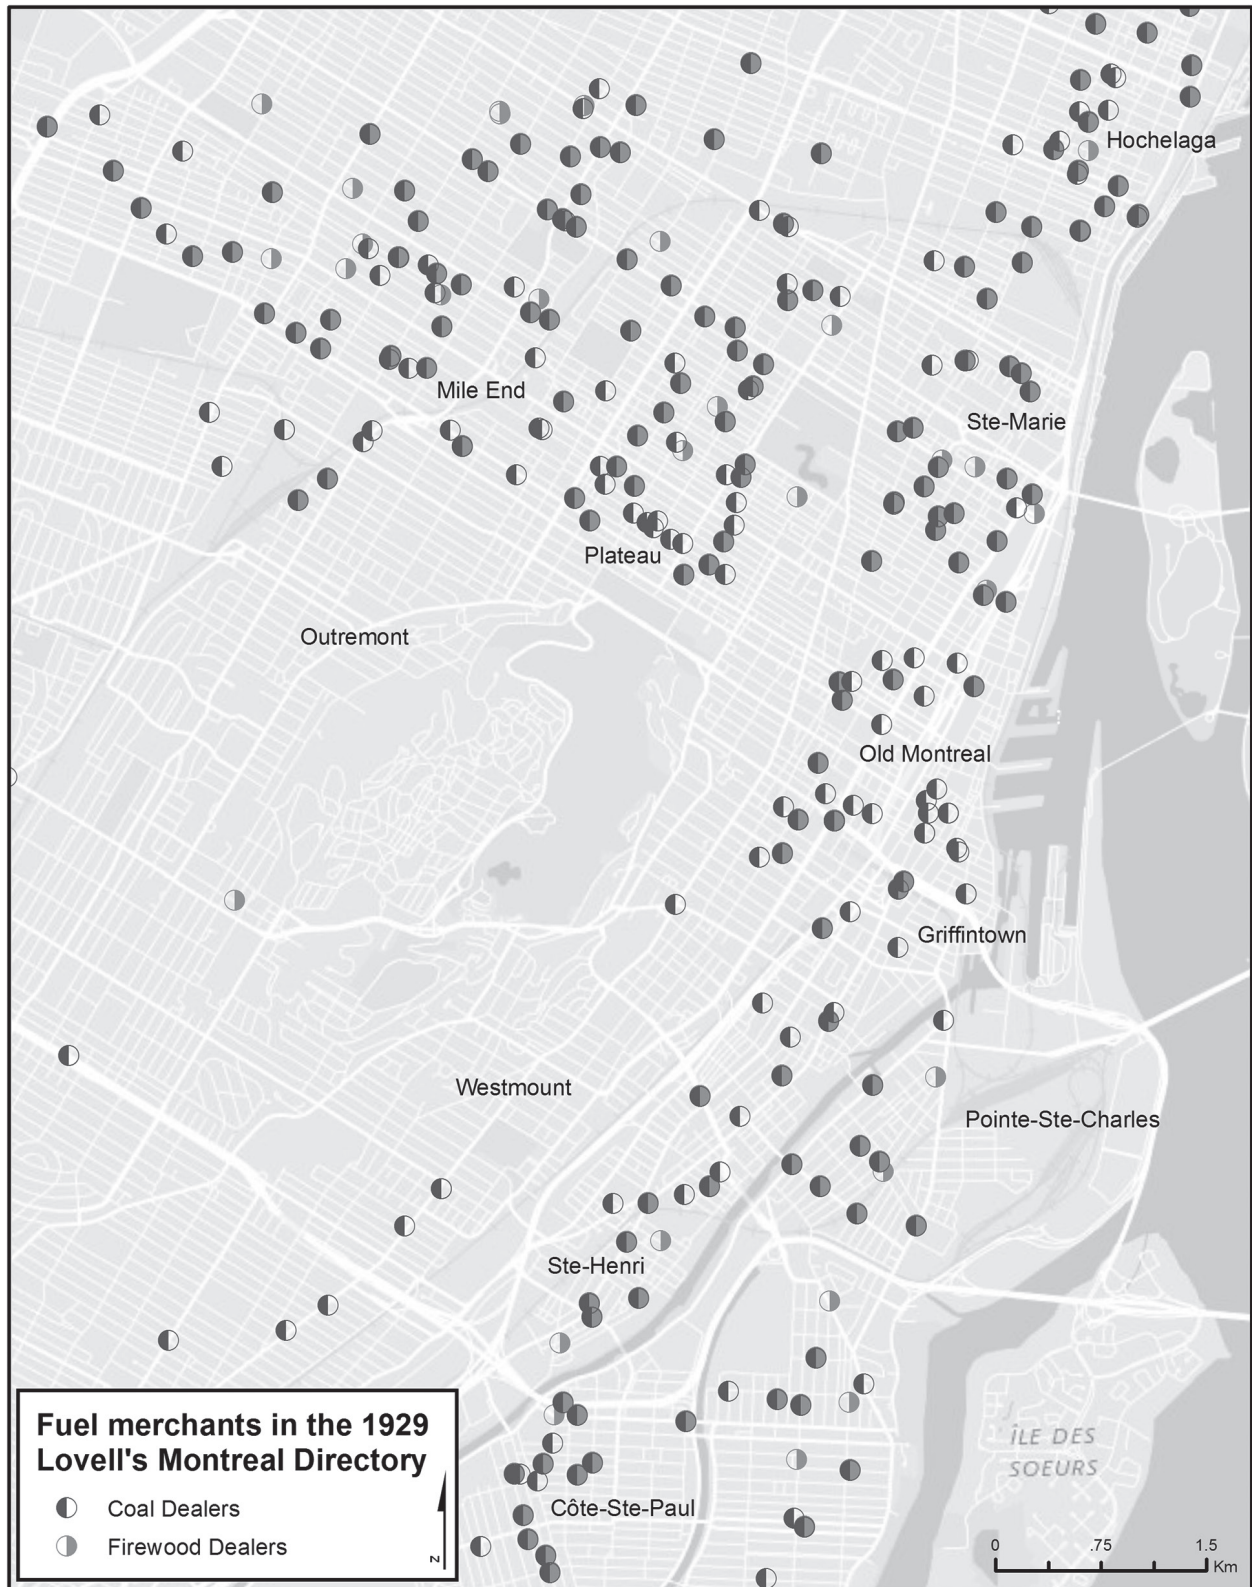 Hochelaga
Mile End
Ste-Marie
Plateau
Outremont
Old Montreal
Griffintown
Westmount
Pointe-Ste-Charles
Ste-Henri
ÎLE DES
SOEURS
Côte-Ste-Paul
Fuel merchants in the 1929
Lovell's Montreal Directory
Coal Dealers
Firewood Dealers
N
0 .75 1.5
Km